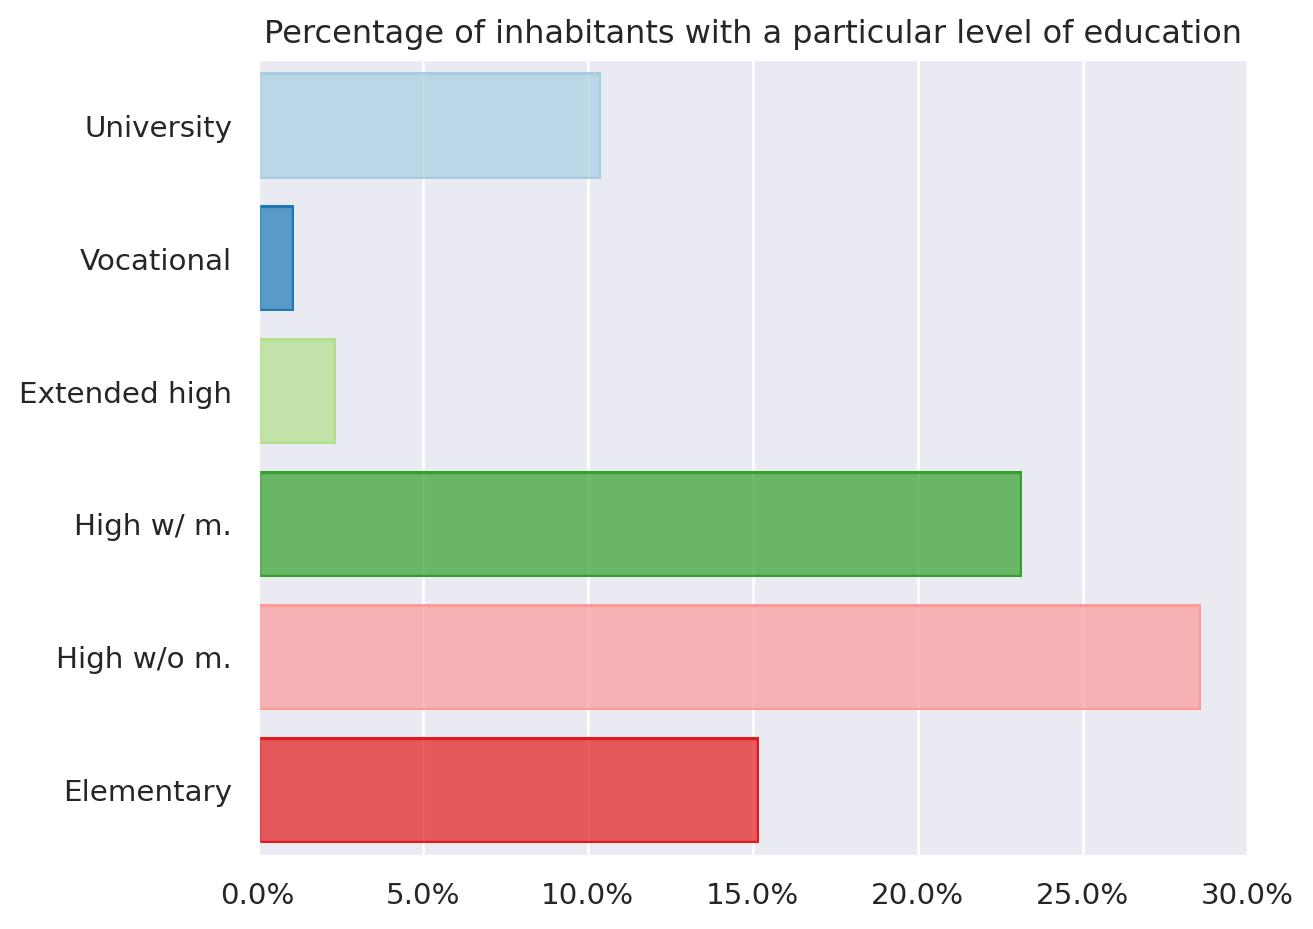 Percentage of inhabitants with a particular level of education
University
Vocational
Extended high
High w/ m.
High w/o m.
Elementary
0.0% 5.0% 10.0% 15.0% 20.0% 25.0% 30.0%